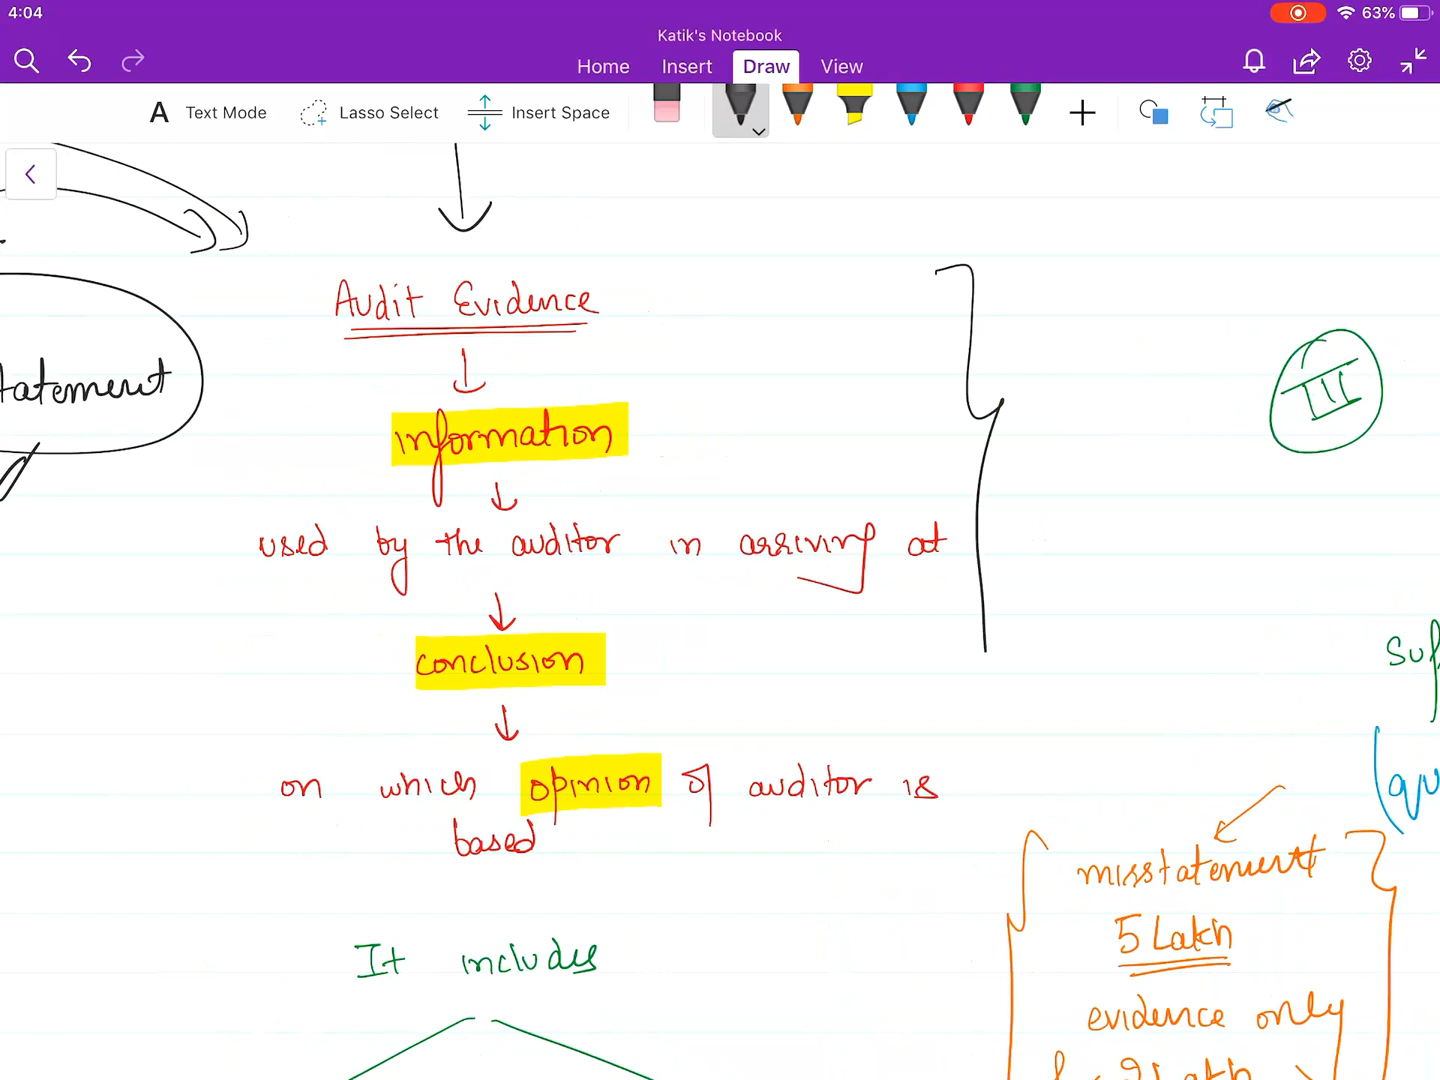 4:04
63%
Katik's Notebook
Home Insert Draw View
A Text Mode Lasso Select Insert Space
Audit Evidence
tatement
III
information
used by the auditor in arriving at
conclusion
suf
on which opinion of auditor is
based
(qu
misstatement
5 Lakh
It includes
evidence only